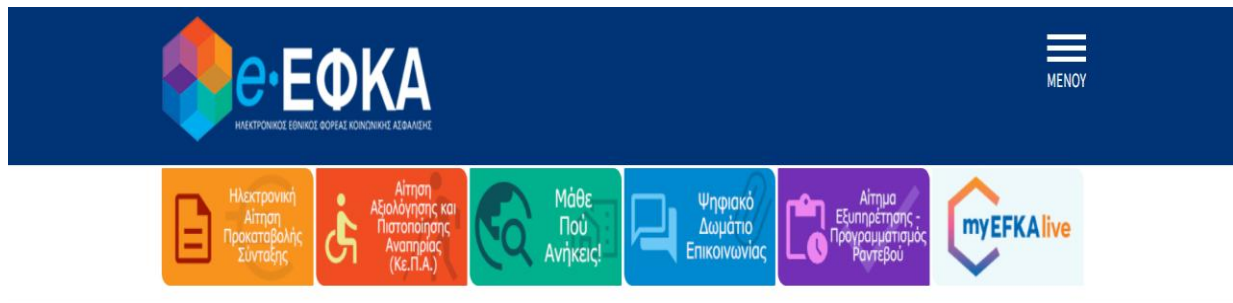 e·ΕΦΚΑ
ΗΛΕΚΤΡΟΝΙΚΟΣ ΕΘΝΙΚΟΣ ΦΟΡΕΑΣ ΚΟΙΝΩΝΙΚΗΣ ΑΣΦΑΛΙΣΗΣ
ΜΕΝΟΥ
Ηλεκτρονική
Αίτηση
Προκαταβολής
Σύνταξης
Αίτηση
Αξιολόγησης και
Πιστοποίησης
Αναπηρίας
(Κε.Π.Α.)
Μάθε
Πού
Ανήκεις!
Ψηφιακό
Δωμάτιο
Επικοινωνίας
Αίτημα
Εξυπηρέτησης -
Προγραμματισμός
Ραντεβού
myEFKAlive